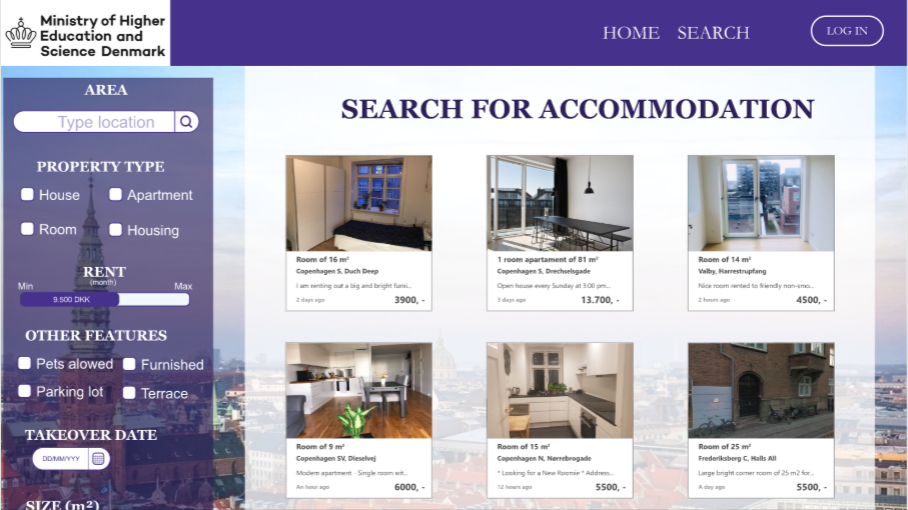 Ministry of Higher
Education and
Science Denmark
HOME
SEARCH
LOG IN
AREA
Type location
PROPERTY TYPE
House
Apartment
Room
Housing
RENT
(month)
Min
Max
9.500 DKK
OTHER FEATURES
Pets alowed
Furnished
Parking lot
Terrace
TAKEOVER DATE
DD/MM/YYY
SIZE (m²)
SEARCH FOR ACCOMMODATION
Room of 16 m²
Copenhagen S, Duch Deep
I am renting out a big and bright furni...
2 days ago
3900, -
1 room apartament of 81 m²
Copenhagen S, Drechselsgade
Open house every Sunday at 3:00 pm...
3 days ago
13.700, -
Room of 14 m²
Valby, Harrestrupfang
Nice room rented to friendly non-smo...
2 hours ago
4500, -
Room of 9 m²
Copenhagen SV, Dieselvej
Modern apartment - Single room wit...
An hour ago
6000, -
Room of 15 m²
Copenhagen N, Nørrebrogade
* Looking for a New Roomie * Address...
12 hours ago
5500, -
Room of 25 m²
Frederiksborg C, Halls All
Large bright corner room of 25 m2 for...
A day ago
5500, -